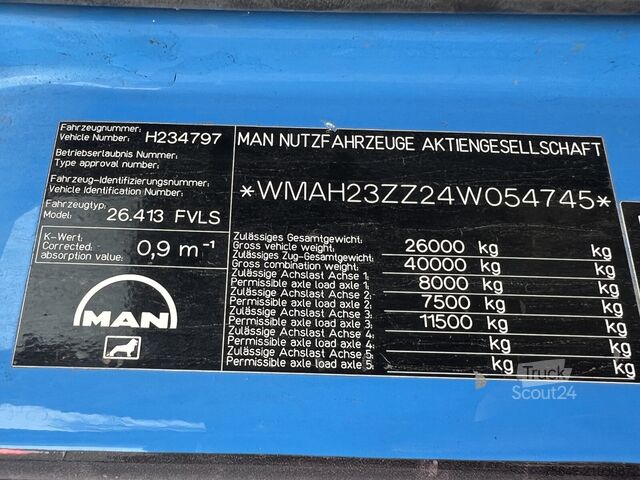 Fahrzeugnummer:
Vehicle Number: H234797
Betriebserlaubnis Nummer:
Type approval number:
Fahrzeug-Identifizierungsnummer:
Vehicle Identification Number:
Fahrzeugtyp:
Model: 26.413 FVLS
K-Wert:
Corrected: 0,9 m⁻¹
absorption value:
MAN
MAN NUTZFAHRZEUGE AKTIENGESELLSCHAFT
*WMAH23ZZ24W054745*
Zulässiges Gesamtgewicht:
Gross vehicle weight: 26000 kg kg
Zulässiges Zug-Gesamtgewicht:
Gross combination weight: 40000 kg kg
Zulässige Achslast Achse 1:
Permissible axle load axle 1: 8000 kg kg
Zulässige Achslast Achse 2:
Permissible axle load axle 2: 7500 kg kg
Zulässige Achslast Achse 3:
Permissible axle load axle 3: 11500 kg kg
Zulässige Achslast Achse 4:
Permissible axle load axle 4: kg kg
Zulässige Achslast Achse 5:
Permissible axle load axle 5: kg kg
Truck
Scout24